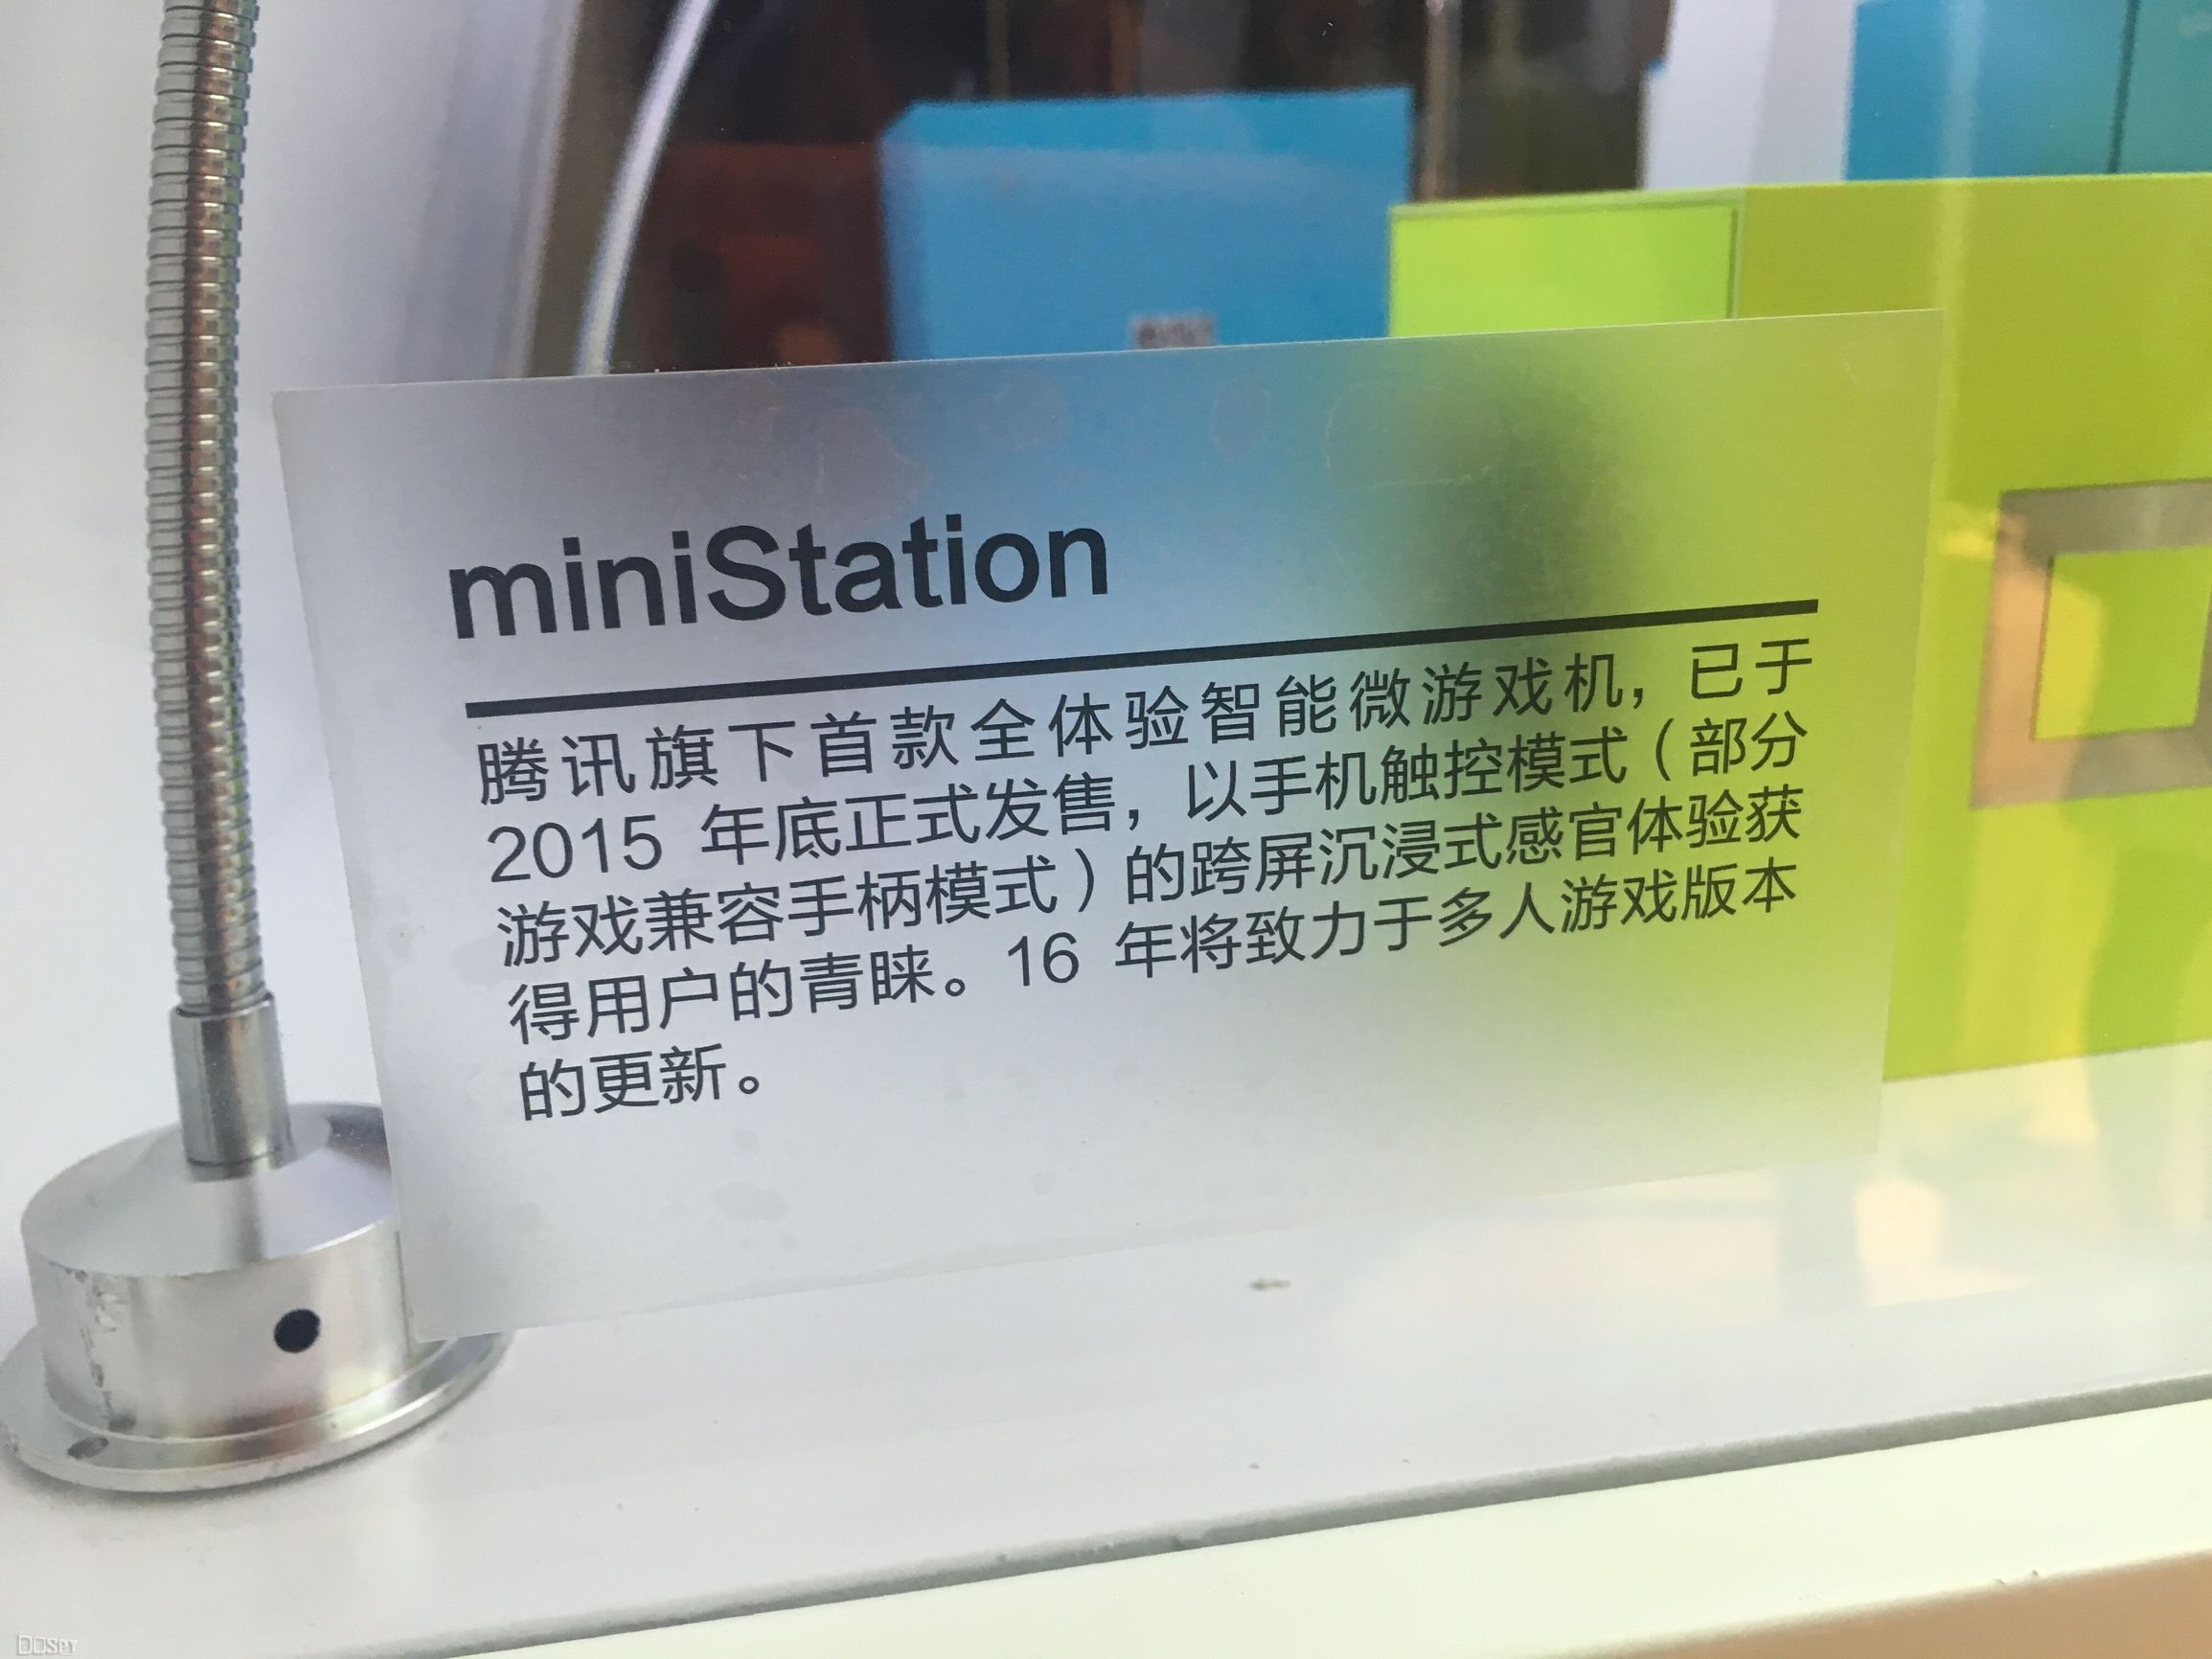 miniStation
腾讯旗下首款全体验智能微游戏机，已于
2015 年底正式发售，以手机触控模式（部分
游戏兼容手柄模式）的跨屏沉浸式感官体验获
得用户的青睐。16 年将致力于多人游戏版本
的更新。